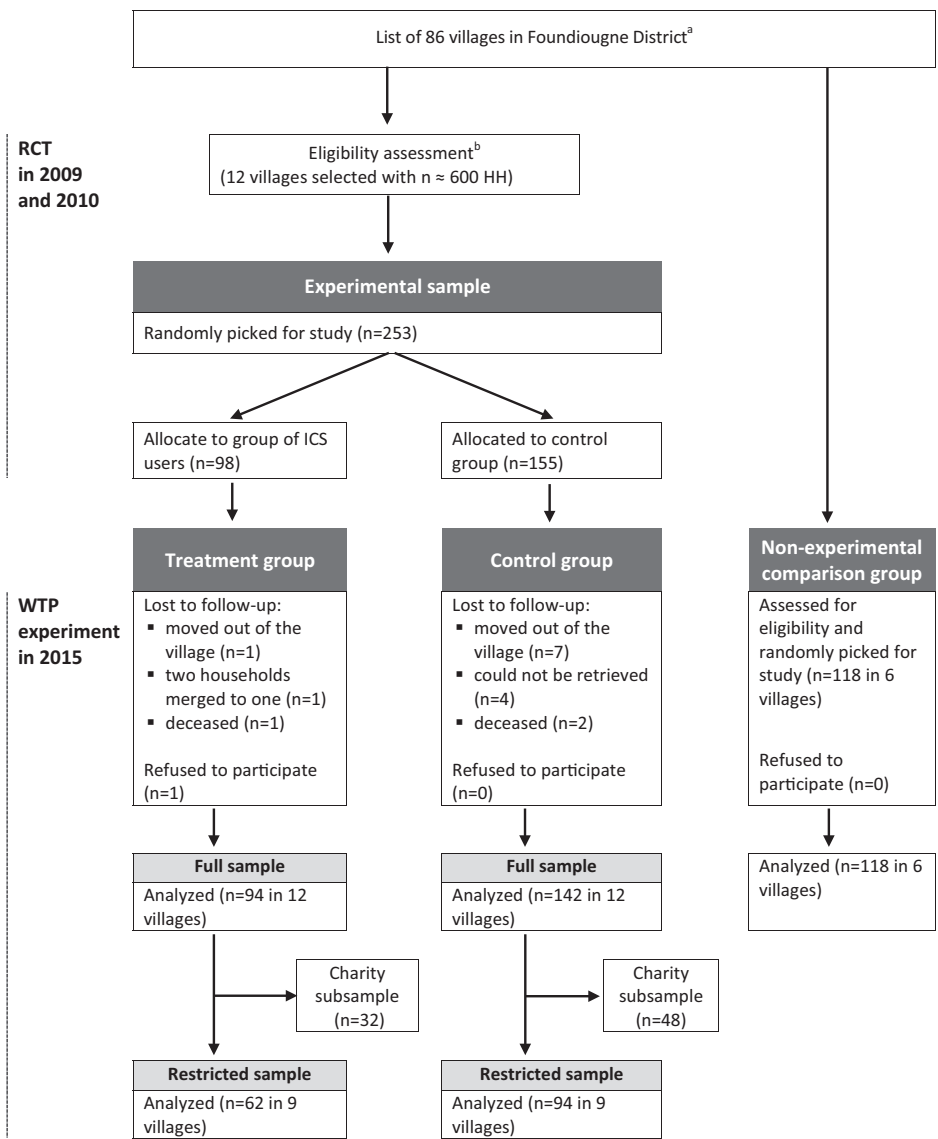 List of 86 villages in Foundiougne Districtᵃ
RCT
in 2009
and 2010
Eligibility assessmentᵇ
(12 villages selected with n ≈ 600 HH)
Experimental sample
Randomly picked for study (n=253)
Allocate to group of ICS
users (n=98)
Allocated to control
group (n=155)
WTP
experiment
in 2015
Treatment group
Lost to follow-up:
▪ moved out of the
village (n=1)
▪ two households
merged to one (n=1)
▪ deceased (n=1)
Refused to participate
(n=1)
Control group
Lost to follow-up:
▪ moved out of the
village (n=7)
▪ could not be retrieved
(n=4)
▪ deceased (n=2)
Refused to participate
(n=0)
Non-experimental
comparison group
Assessed for
eligibility and
randomly picked for
study (n=118 in 6
villages)
Refused to
participate (n=0)
Full sample
Analyzed (n=94 in 12
villages)
Full sample
Analyzed (n=142 in 12
villages)
Analyzed (n=118 in 6
villages)
Charity
subsample
(n=32)
Charity
subsample
(n=48)
Restricted sample
Analyzed (n=62 in 9
villages)
Restricted sample
Analyzed (n=94 in 9
villages)